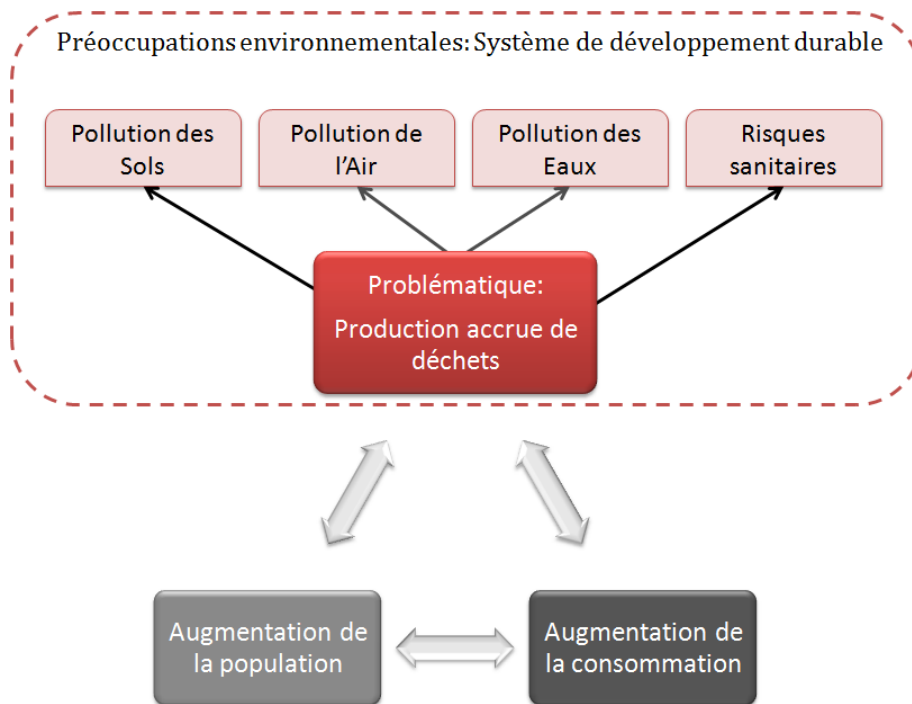 Préoccupations environnementales: Système de développement durable
Pollution des
Sols
Pollution de
l'Air
Pollution des
Eaux
Risques
sanitaires
Problématique:
Production accrue de
déchets
Augmentation de
la population
Augmentation de
la consommation